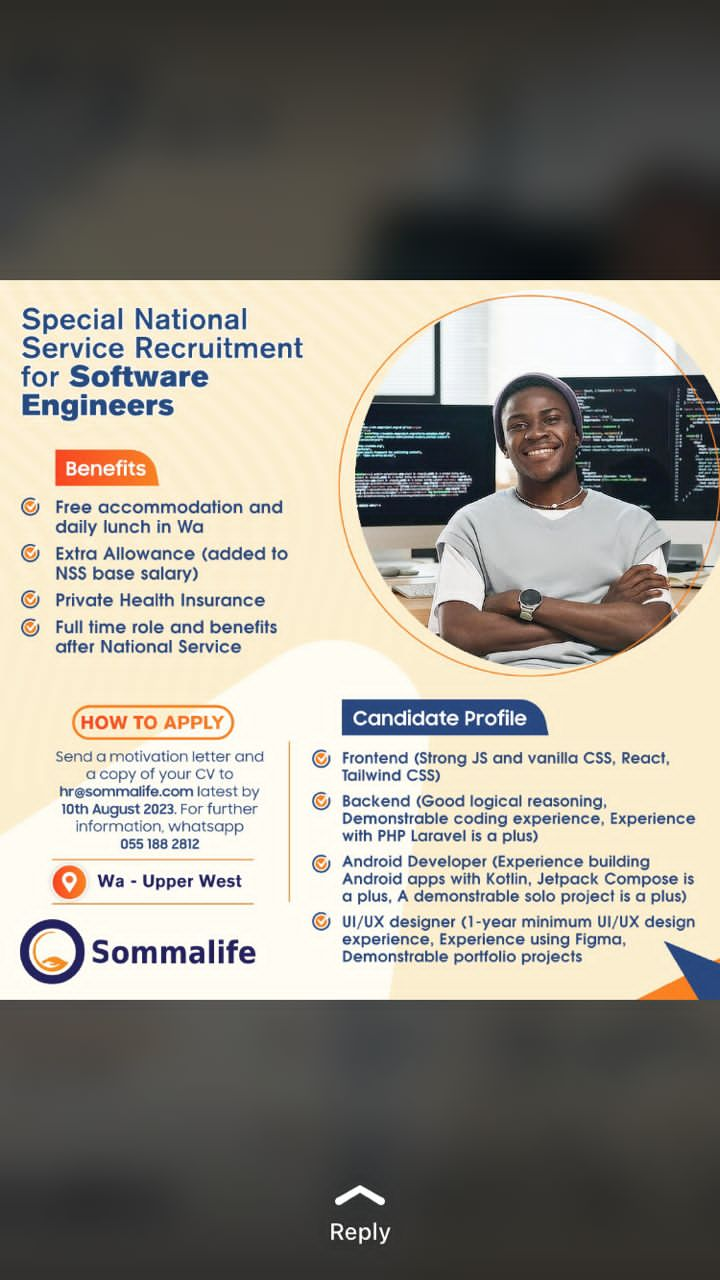 Special National
Service Recruitment
for Software
Engineers
Benefits
Free accommodation and
daily lunch in Wa
Extra Allowance (added to
NSS base salary)
Private Health Insurance
Full time role and benefits
after National Service
HOW TO APPLY
Send a motivation letter and
a copy of your CV to
hr@sommalife.com latest by
10th August 2023. For further
information, whatsapp
055 188 2812
Wa - Upper West
Sommalife
Candidate Profile
Frontend (Strong JS and vanilla CSS, React,
Tailwind CSS)
Backend (Good logical reasoning,
Demonstrable coding experience, Experience
with PHP Laravel is a plus)
Android Developer (Experience building
Android apps with Kotlin, Jetpack Compose is
a plus, A demonstrable solo project is a plus)
UI/UX designer (1-year minimum UI/UX design
experience, Experience using Figma,
Demonstrable portfolio projects
Reply